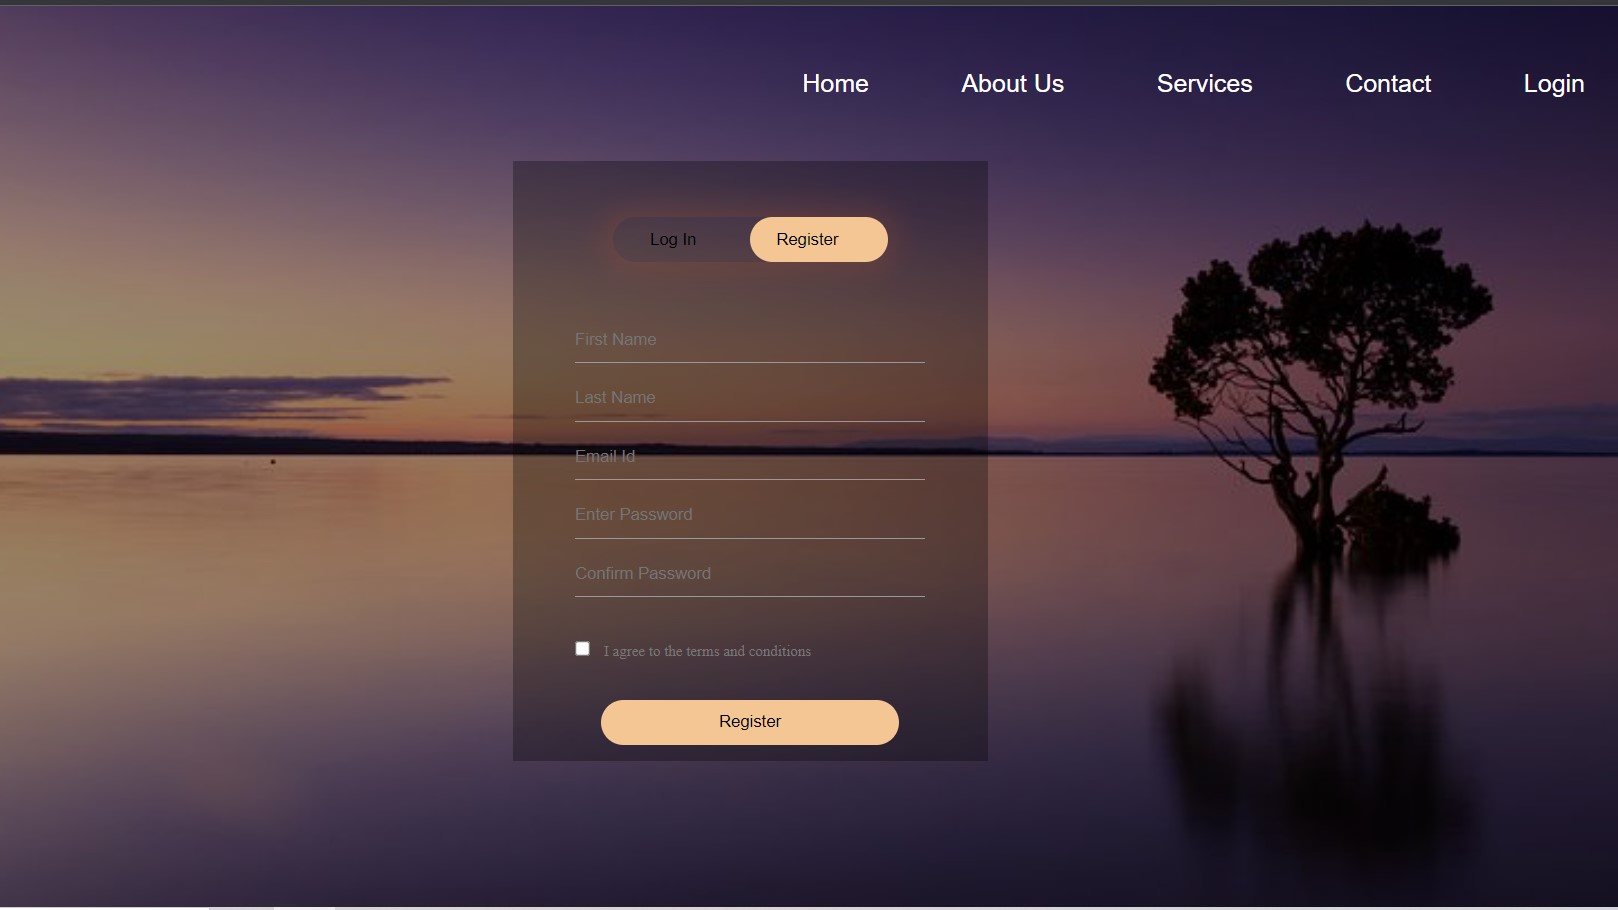 Home About Us Services Contact Login
Log In Register
First Name
Last Name
Email Id
Enter Password
Confirm Password
I agree to the terms and conditions
Register